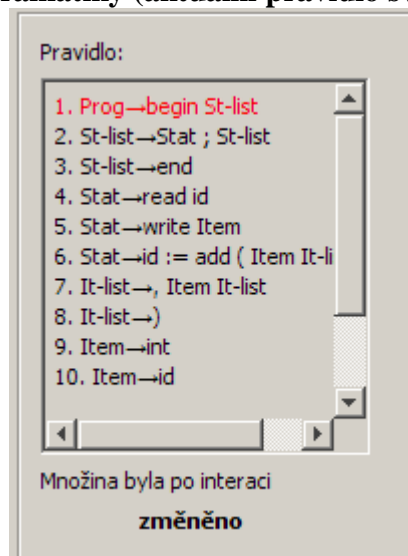 (aktuální pravidlo
Pravidlo:
1. Prog→begin St-list
2. St-list→Stat ; St-list
3. St-list→end
4. Stat→read id
5. Stat→write Item
6. Stat→id := add ( Item It-li
7. It-list→, Item It-list
8. It-list→)
9. Item→int
10. Item→id
Množina byla po interaci
změněno